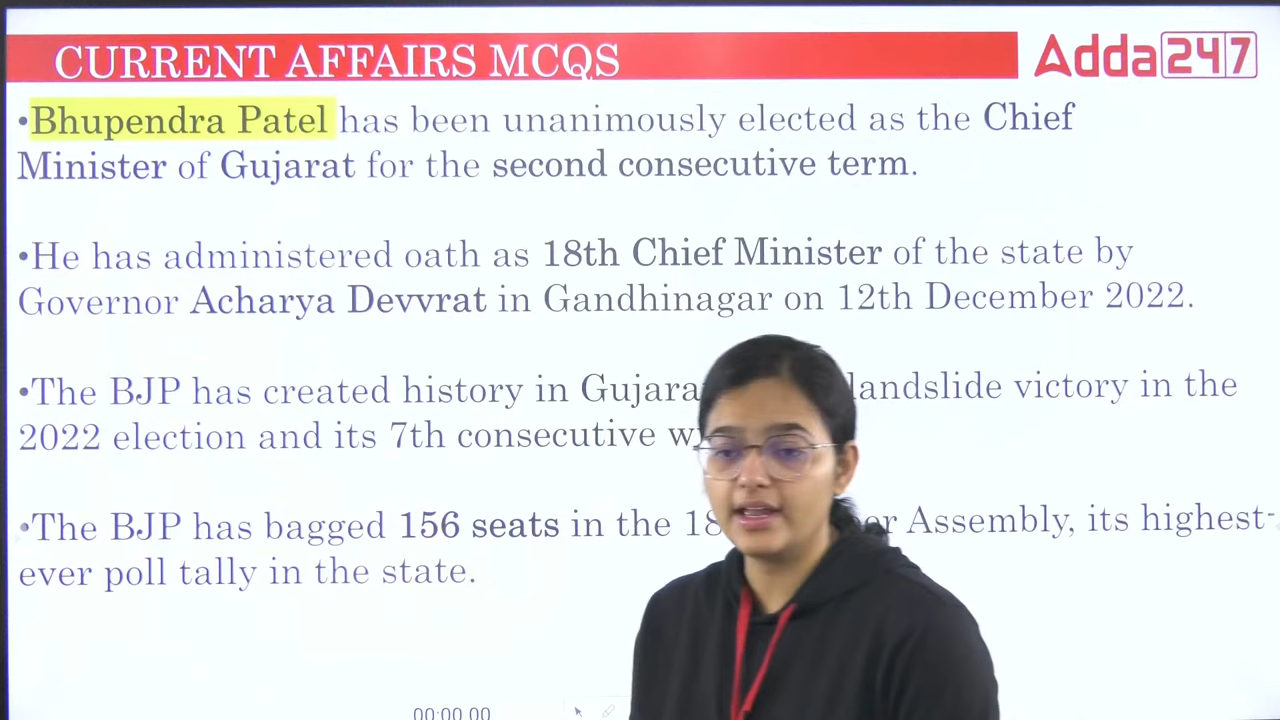 CURRENT AFFAIRS MCQS
Adda247
•Bhupendra Patel has been unanimously elected as the Chief
Minister of Gujarat for the second consecutive term.
•He has administered oath as 18th Chief Minister of the state by
Governor Acharya Devvrat in Gandhinagar on 12th December 2022.
•The BJP has created history in landslide victory in the
2022 election and its 7th consecutive
•The BJP has bagged 156 seats in the Assembly, its highest-
ever poll tally in the state.
00:00.00